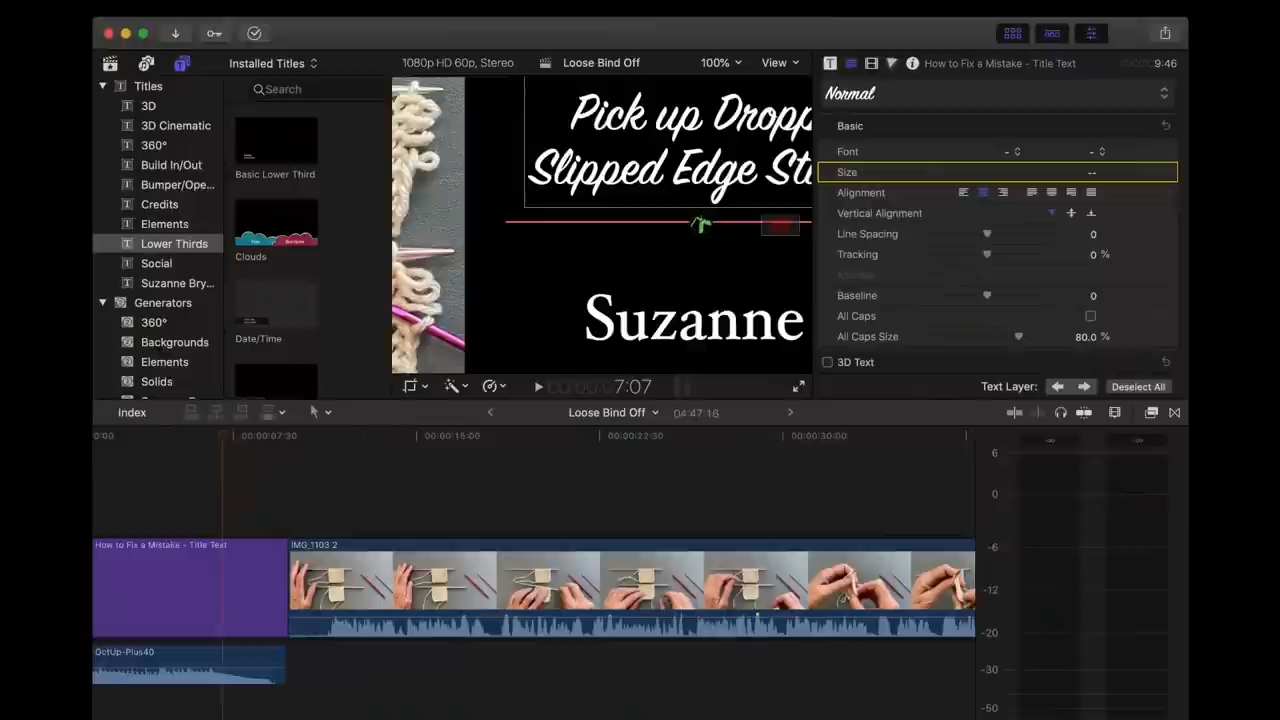 Installed Titles
1080p HD 60p, Stereo
Loose Bind Off
100%
View
How to Fix a Mistake - Title Text
9:46
Titles
3D
3D Cinematic
360°
Build In/Out
Bumper/Ope...
Credits
Elements
Lower Thirds
Social
Suzanne Bry...
Generators
360°
Backgrounds
Elements
Solids
Search
Basic Lower Third
Clouds
Date/Time
Pick up Dropp
Slipped Edge Sti
Suzanne
7:07
Normal
Basic
Font - -
Size --
Alignment
Vertical Alignment
Line Spacing 0
Tracking 0 %
Baseline 0
All Caps
All Caps Size 80.0 %
3D Text
Text Layer:
Deselect All
Index
Loose Bind Off
04:47:16
0:00
00:00:07:30
00:00:15:00
00:00:22:30
00:00:30:00
How to Fix a Mistake - Title Text
IMG_1103 2
OctUp-Plus40
-∞ -∞
6
0
-6
-12
-20
-30
-50